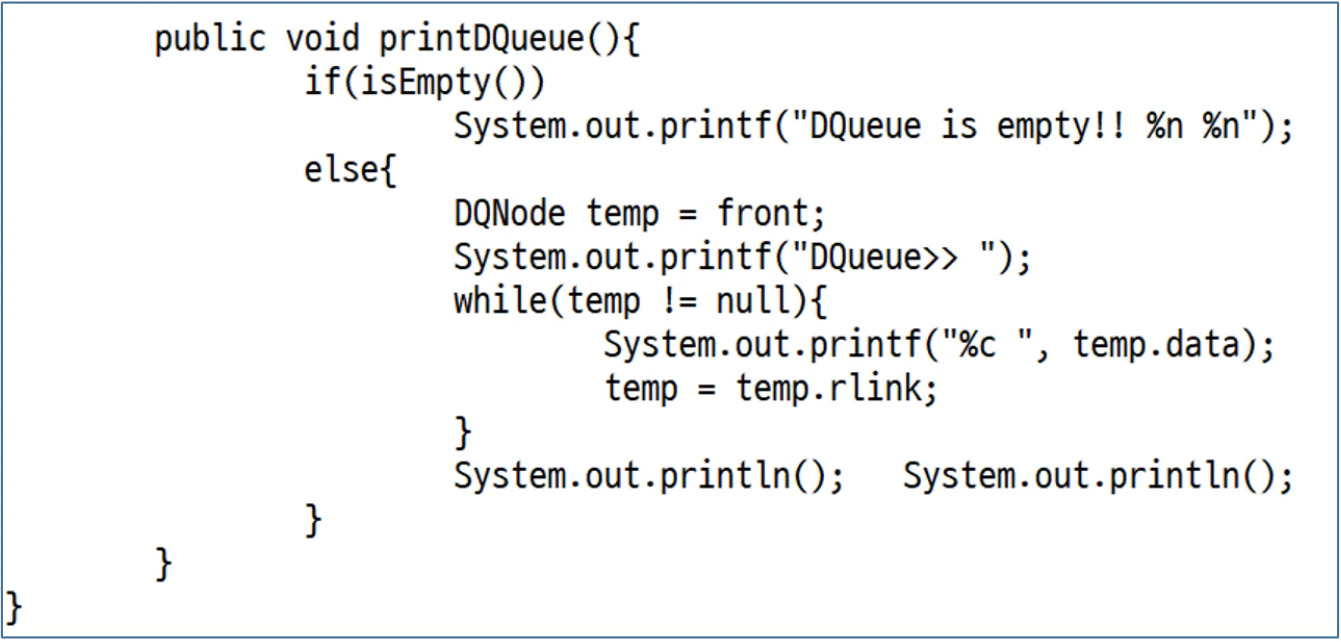 public void printDQueue(){
if(isEmpty())
System.out.printf("DQueue is empty!! %n %n");
else{
DQNode temp = front;
System.out.printf("DQueue>> ");
while(temp != null){
System.out.printf("%c ", temp.data);
temp = temp.rlink;
}
System.out.println();   System.out.println();
}
}
}